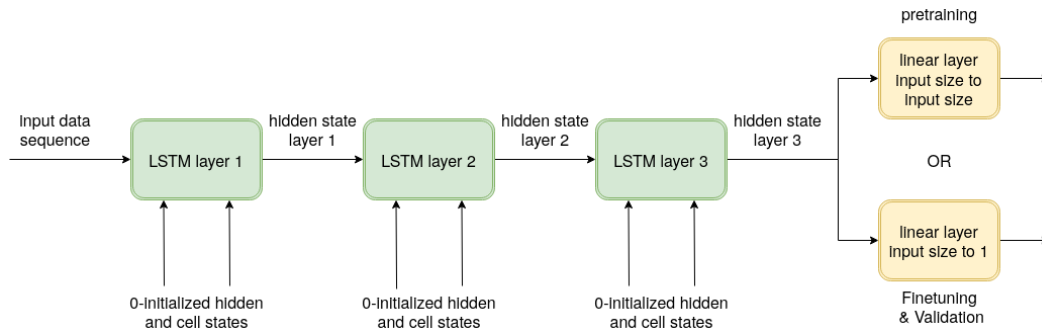 input data
sequence
LSTM layer 1
0-initialized hidden
and cell states
hidden state
layer 1
LSTM layer 2
0-initialized hidden
and cell states
hidden state
layer 2
LSTM layer 3
0-initialized hidden
and cell states
hidden state
layer 3
pretraining
linear layer
input size to
input size
OR
linear layer
input size to 1
Finetuning
& Validation